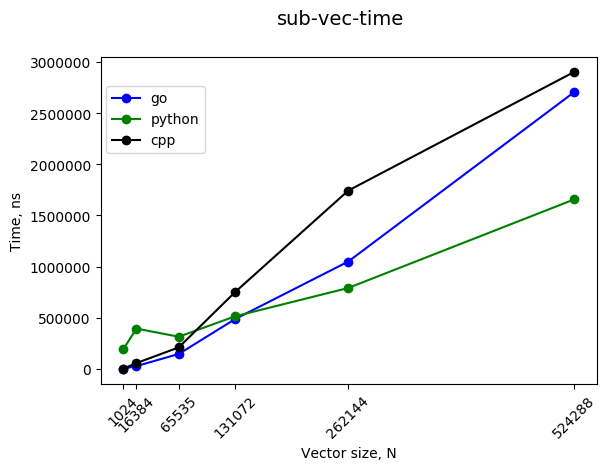 sub-vec-time
3000000
2500000
2000000
1500000
1000000
500000
0
Time, ns
go
python
cpp
1024
16384
65535
131072
262144
524288
Vector size, N